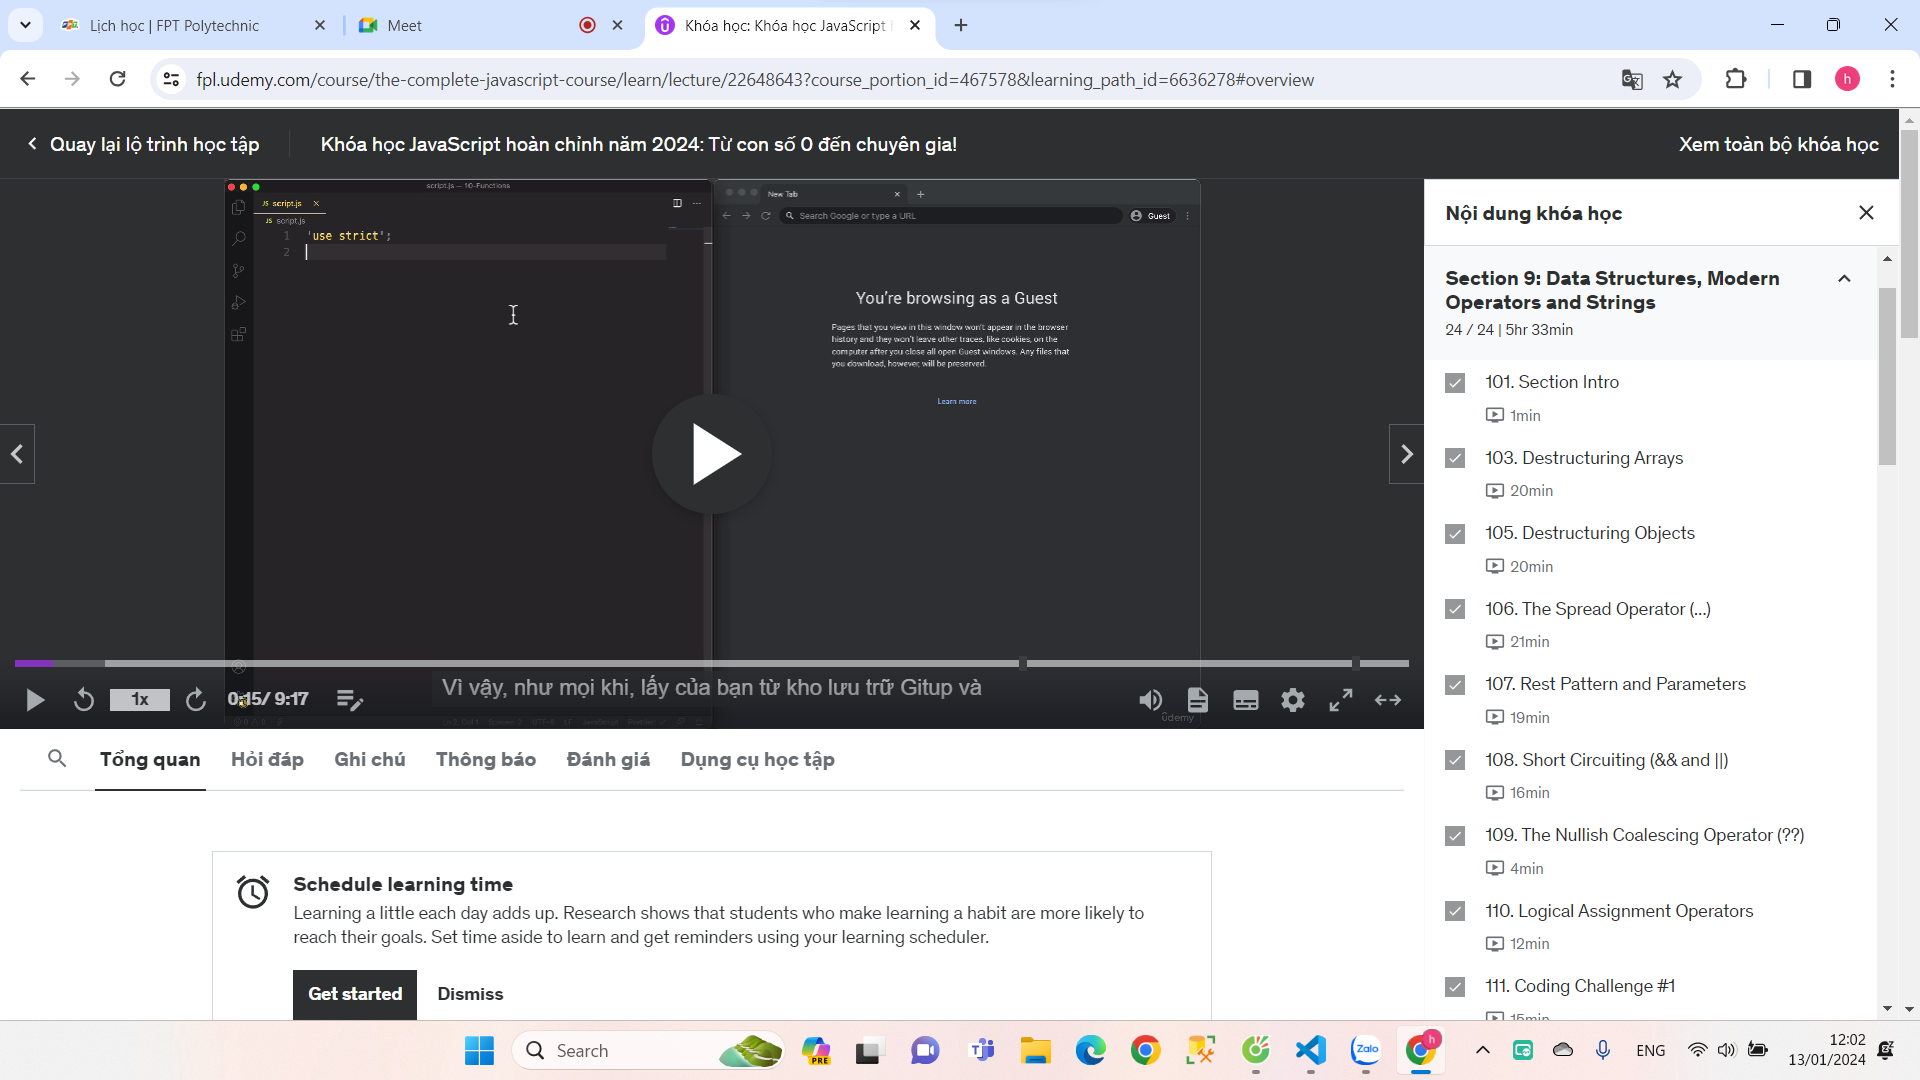 Lịch học | FPT Polytechnic
Meet
Khóa học: Khóa học JavaScript
fpl.udemy.com/course/the-complete-javascript-course/learn/lecture/22648643?course_portion_id=467578&learning_path_id=6636278#overview
h
Quay lại lộ trình học tập
Khóa học JavaScript hoàn chỉnh năm 2024: Từ con số 0 đến chuyên gia!
Xem toàn bộ khóa học
script.js — 10-Functions
JS script.js
JS script.js
1 'use strict';
2
New Tab
Search Google or type a URL
Guest
You're browsing as a Guest
Pages that you view in this window won't appear in the browser
history and they won't leave other traces, like cookies, on the
computer after you close all open Guest windows. Any files that
you download, however, will be preserved.
Learn more
1x
0:15/ 9:17
Vì vậy, như mọi khi, lấy của bạn từ kho lưu trữ Gitup và
ûdemy
Nội dung khóa học
Section 9: Data Structures, Modern
Operators and Strings
24 / 24 | 5hr 33min
101. Section Intro
1min
103. Destructuring Arrays
20min
105. Destructuring Objects
20min
106. The Spread Operator (...)
21min
107. Rest Pattern and Parameters
19min
108. Short Circuiting (&& and ||)
16min
109. The Nullish Coalescing Operator (??)
4min
110. Logical Assignment Operators
12min
111. Coding Challenge #1
15min
Tổng quan
Hỏi đáp
Ghi chú
Thông báo
Đánh giá
Dụng cụ học tập
Schedule learning time
Learning a little each day adds up. Research shows that students who make learning a habit are more likely to
reach their goals. Set time aside to learn and get reminders using your learning scheduler.
Get started
Dismiss
Search
PRE
Zalo
h
ENG
12:02
13/01/2024